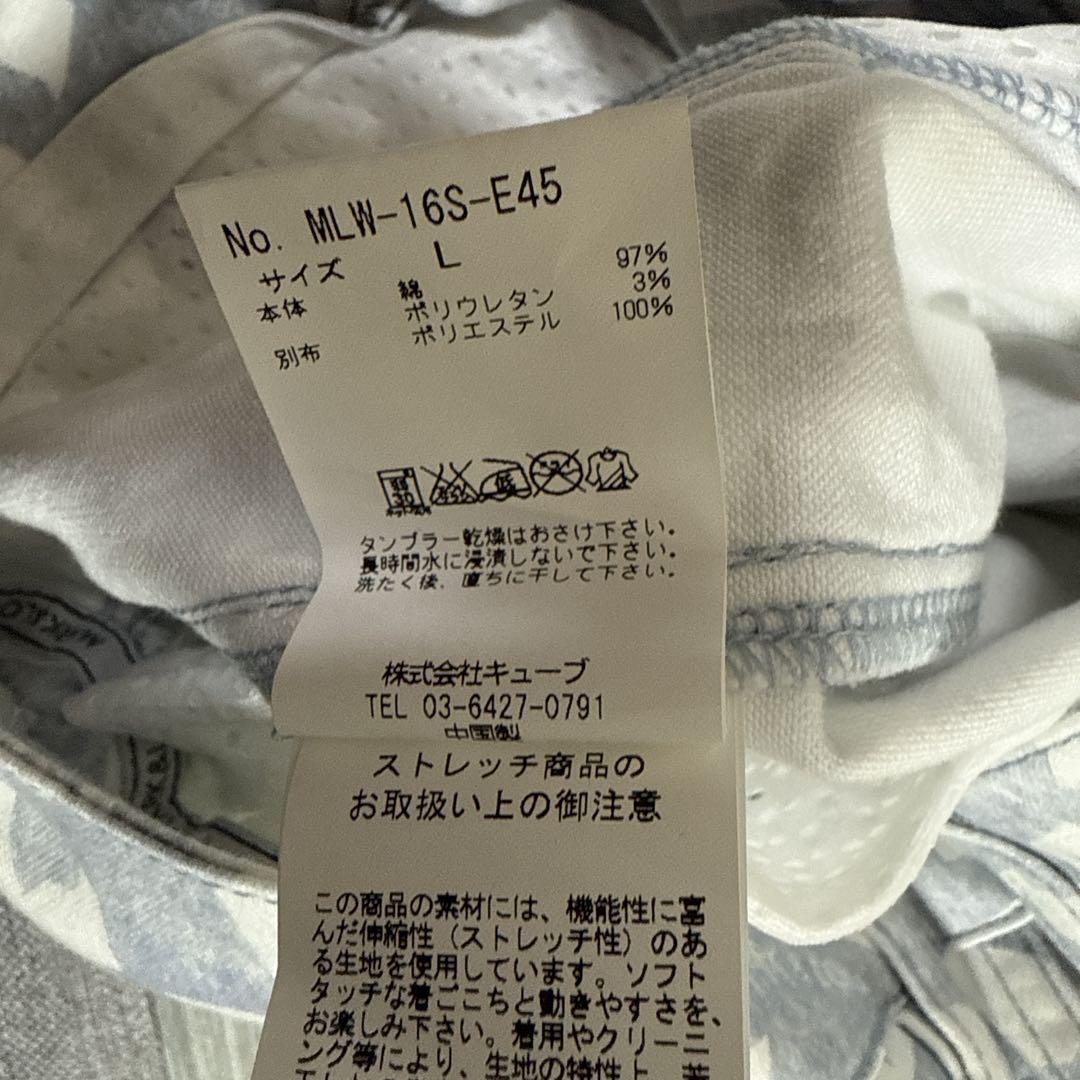 No. MLW-16S-E45
サイズ L
本体 綿 97%
ポリウレタン 3%
別布 ポリエステル 100%
タンブラー乾燥はおさけ下さい。
長時間水に浸漬しないで下さい。
洗たく後、直ちに干して下さい。
株式会社キューブ
TEL 03-6427-0791
中国製
ストレッチ商品の
お取扱い上の御注意
この商品の素材には、機能性に富
んだ伸縮性（ストレッチ性）のあ
る生地を使用しています。ソフト
タッチな着ごこちと動きやすさを、
お楽しみ下さい。着用やクリーニ
ング等により、生地の特性上、若